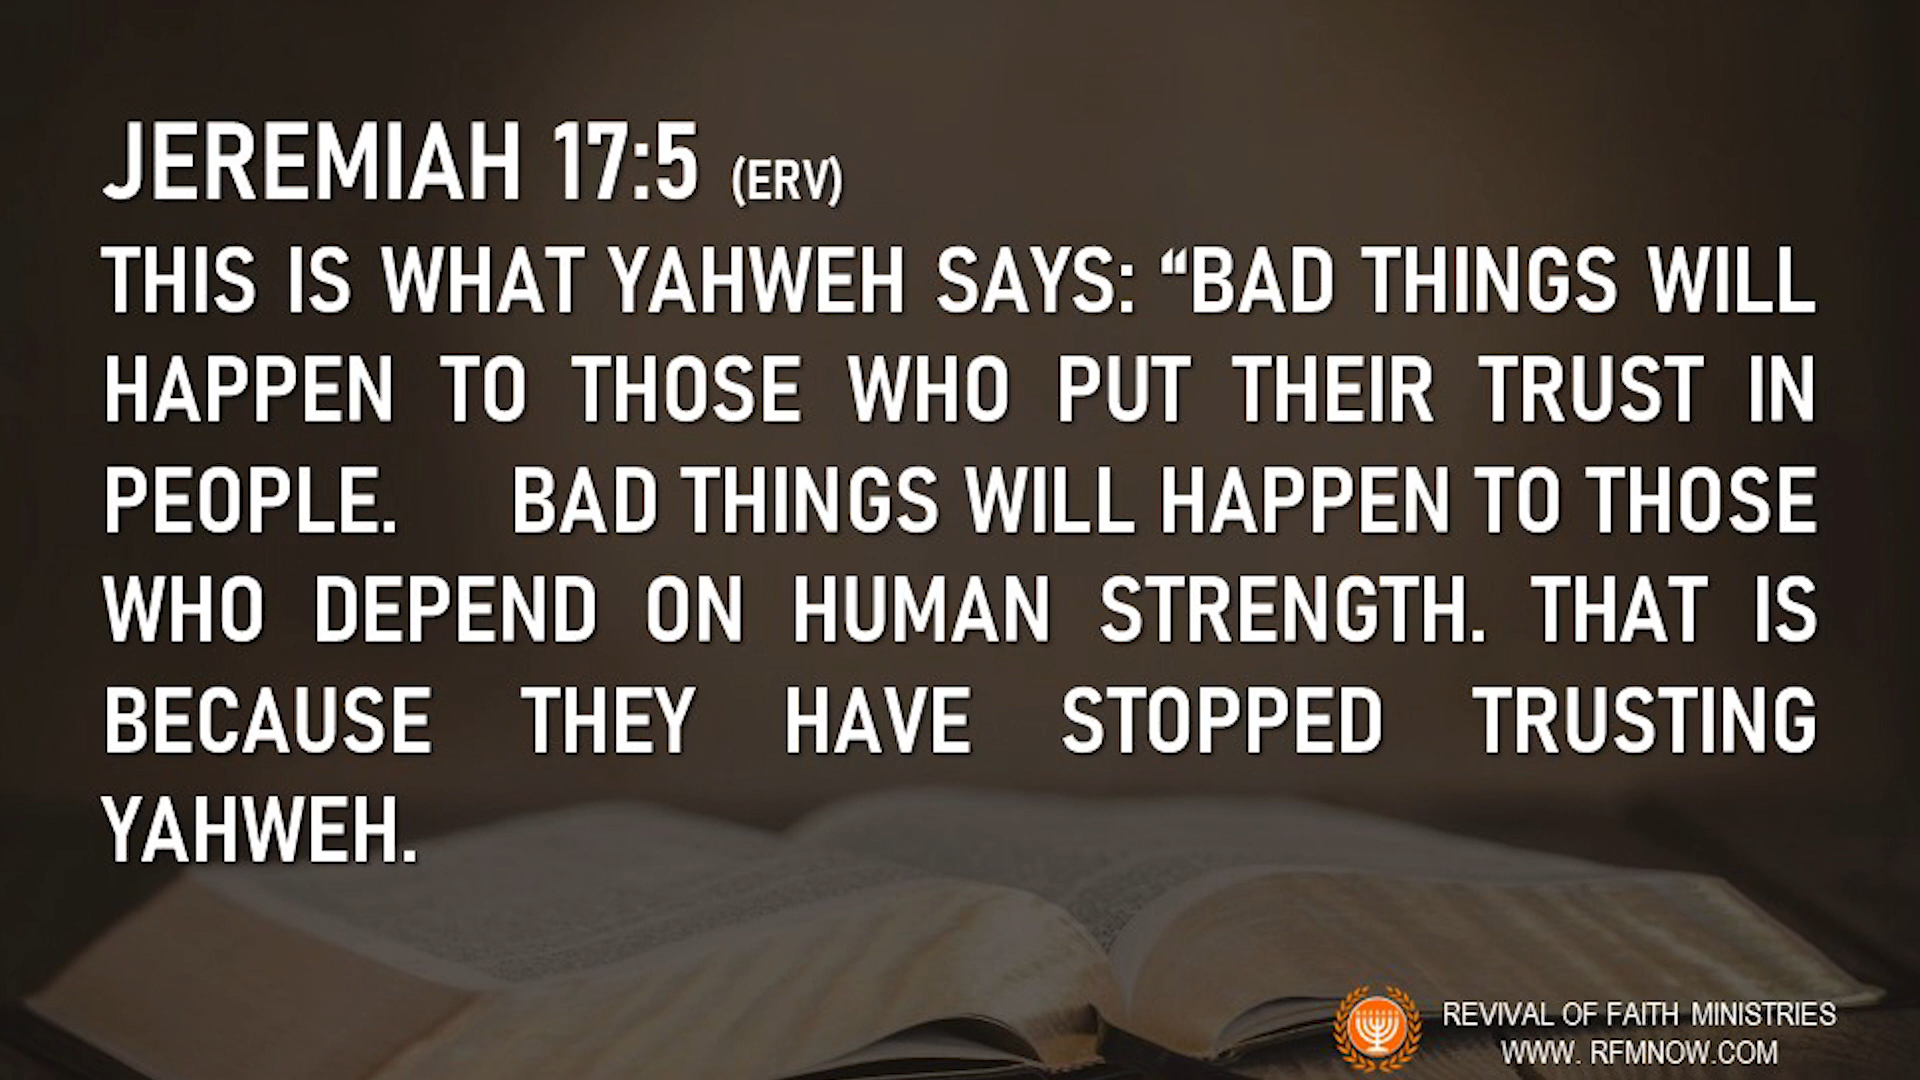 JEREMIAH 17:5 (ERV)
THIS IS WHAT YAHWEH SAYS: “BAD THINGS WILL
HAPPEN TO THOSE WHO PUT THEIR TRUST IN
PEOPLE. BAD THINGS WILL HAPPEN TO THOSE
WHO DEPEND ON HUMAN STRENGTH. THAT IS
BECAUSE THEY HAVE STOPPED TRUSTING
YAHWEH.
REVIVAL OF FAITH MINISTRIES
WWW. RFMNOW.COM